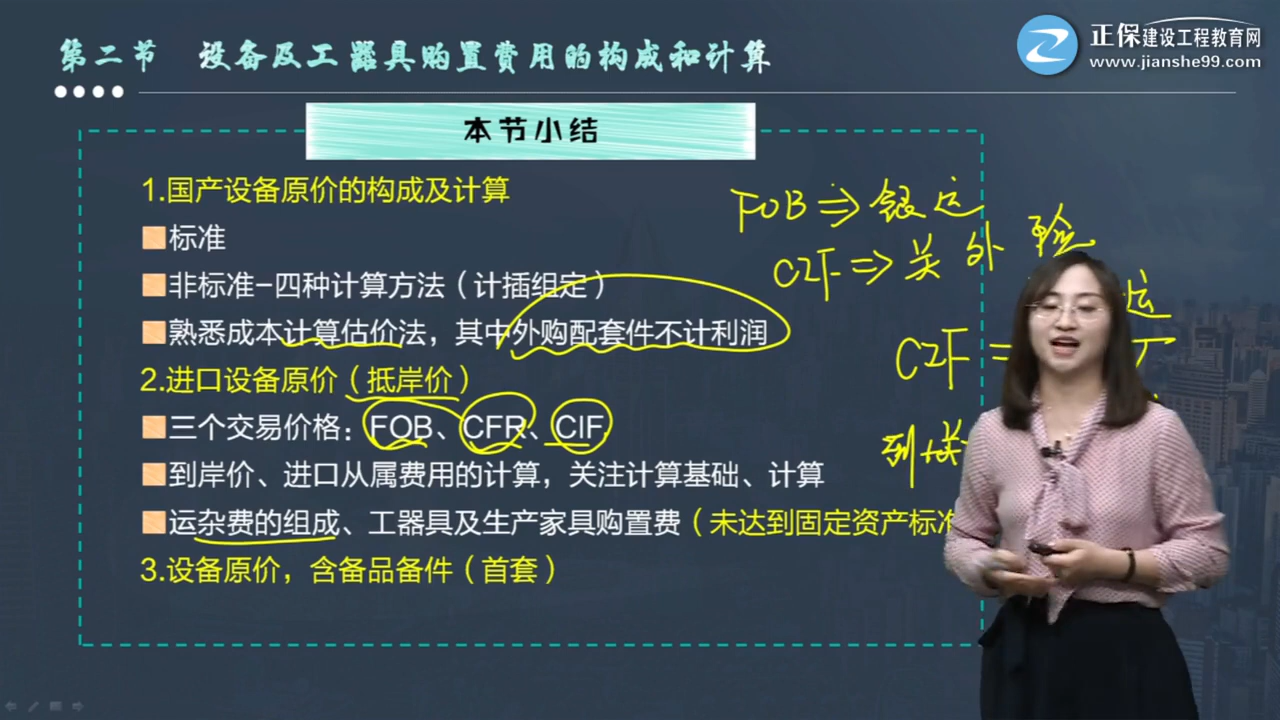 第二节 设备及工器具购置费用的构成和计算
正保建设工程教育网
www.jianshe99.com
本节小结
1.国产设备原价的构成及计算
标准
非标准-四种计算方法（计插组定）
熟悉成本计算估价法，其中外购配套件不计利润
2.进口设备原价（抵岸价）
三个交易价格：FOB、CFR、CIF
到岸价、进口从属费用的计算，关注计算基础、计算
运杂费的组成、工器具及生产家具购置费（未达到固定资产标准
3.设备原价，含备品备件（首套）
FOB⇒银 运
CIF⇒关 外 险
运
CIF =
到+关